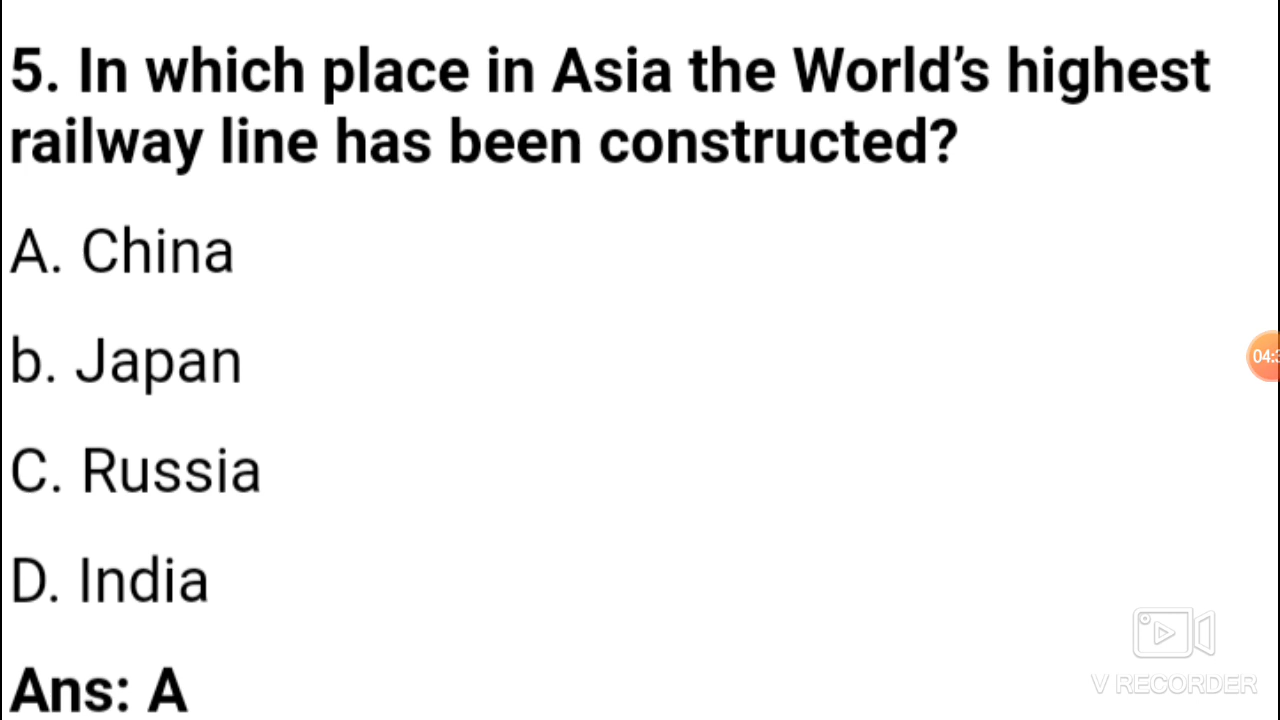 5. In which place in Asia the World’s highest
railway line has been constructed?
A. China
b. Japan
C. Russia
D. India
Ans: A
V RECORDER